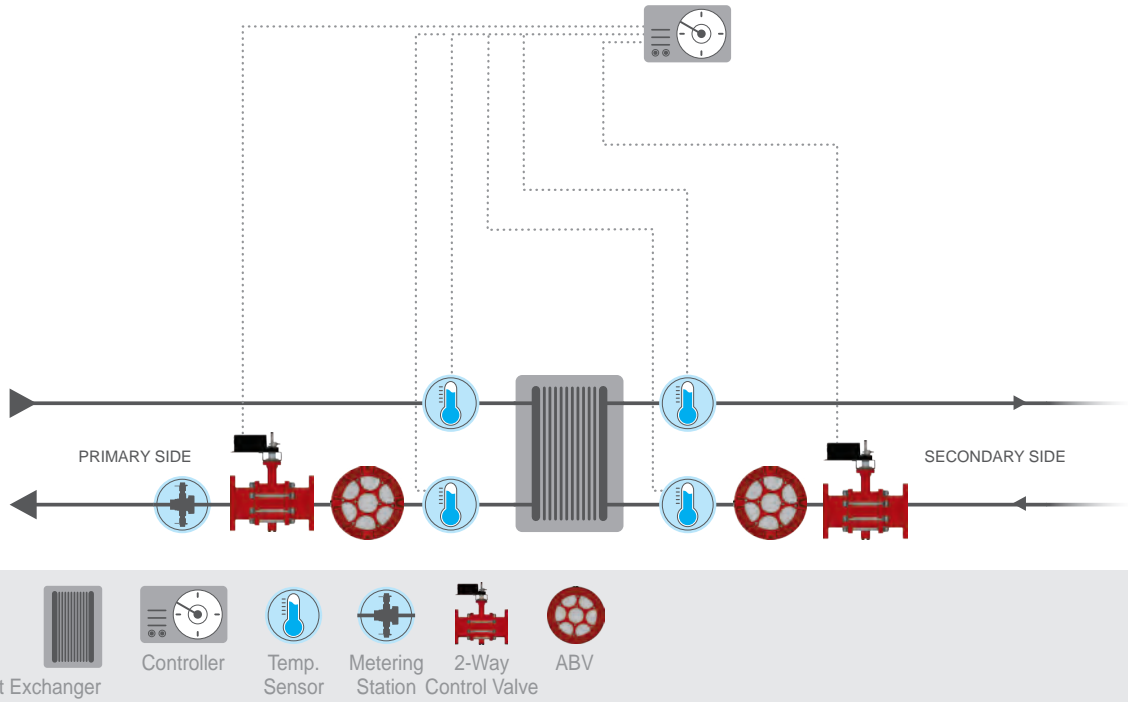 PRIMARY SIDE
SECONDARY SIDE
Controller
Temp.
Sensor
Metering
Station
2-Way
Control Valve
ABV
t Exchanger